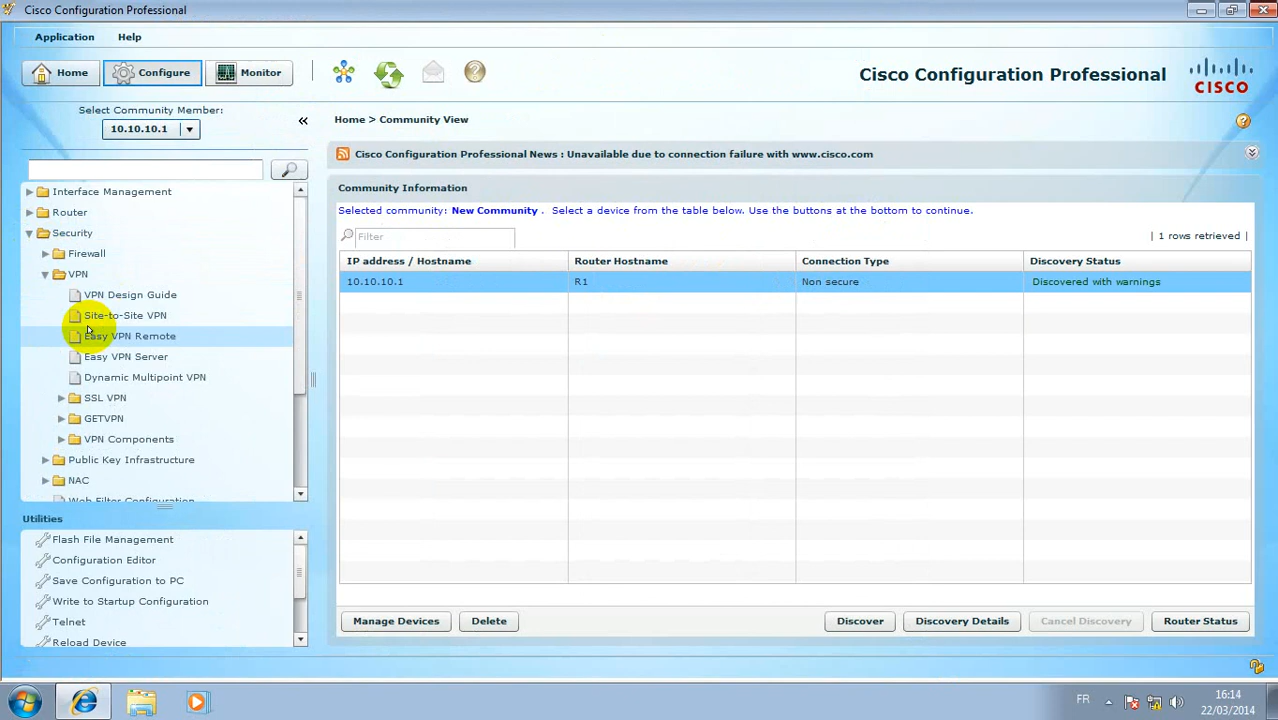 Cisco Configuration Professional
Application Help
Home Configure Monitor
Cisco Configuration Professional
CISCO
Select Community Member:
10.10.10.1
«
Home > Community View
Cisco Configuration Professional News : Unavailable due to connection failure with www.cisco.com
Interface Management
Router
Security
Firewall
VPN
VPN Design Guide
Site-to-Site VPN
Easy VPN Remote
Easy VPN Server
Dynamic Multipoint VPN
SSL VPN
GETVPN
VPN Components
Public Key Infrastructure
NAC
Web Filter Configuration
Utilities
Flash File Management
Configuration Editor
Save Configuration to PC
Write to Startup Configuration
Telnet
Reload Device
Community Information
Selected community: New Community . Select a device from the table below. Use the buttons at the bottom to continue.
Filter
| 1 rows retrieved |
IP address / Hostname Router Hostname Connection Type Discovery Status
10.10.10.1 R1 Non secure Discovered with warnings
Manage Devices Delete Discover Discovery Details Cancel Discovery Router Status
FR
16:14
22/03/2014